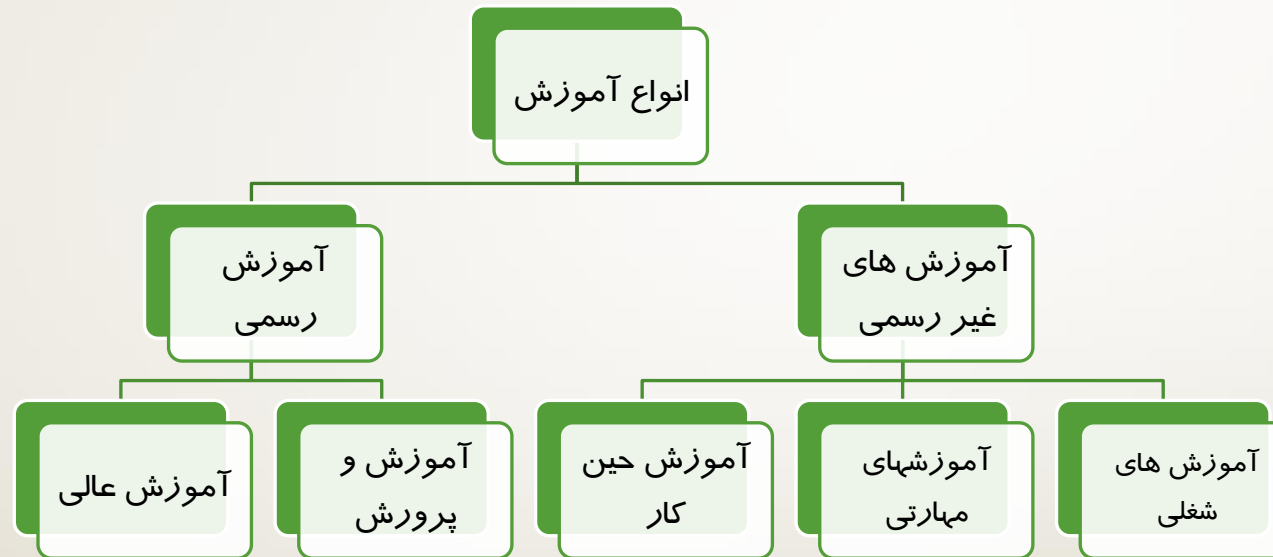 انواع آموزش
آموزش های
غیر رسمی
آموزش
رسمی
آموزش های
شغلی
آموزشهای
مهارتی
آموزش حین
کار
آموزش و
پرورش
آموزش عالی